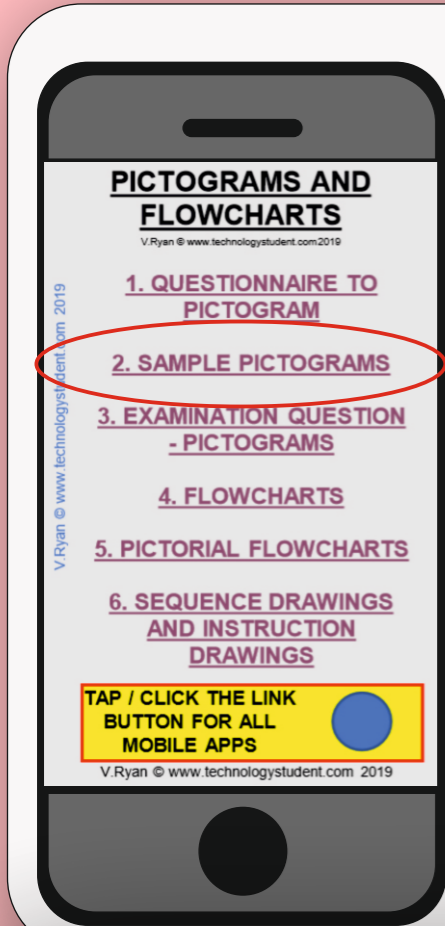 PICTOGRAMS AND
FLOWCHARTS
V.Ryan © www.technologystudent.com 2019
V.Ryan © www.technologystudent.com 2019
1. QUESTIONNAIRE TO
PICTOGRAM
2. SAMPLE PICTOGRAMS
3. EXAMINATION QUESTION
- PICTOGRAMS
4. FLOWCHARTS
5. PICTORIAL FLOWCHARTS
6. SEQUENCE DRAWINGS
AND INSTRUCTION
DRAWINGS
TAP / CLICK THE LINK
BUTTON FOR ALL
MOBILE APPS
V.Ryan © www.technologystudent.com 2019